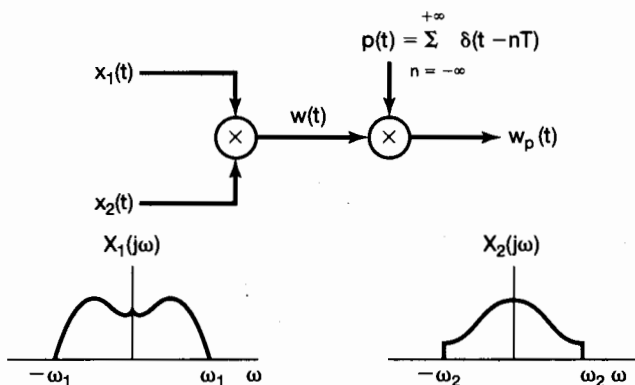 +∞
p(t) = Σ δ(t − nT)
n = −∞
x₁(t)
w(t)
×
×
wₚ(t)
x₂(t)
X₁(jω)
X₂(jω)
−ω₁
ω₁
ω
−ω₂
ω₂
ω